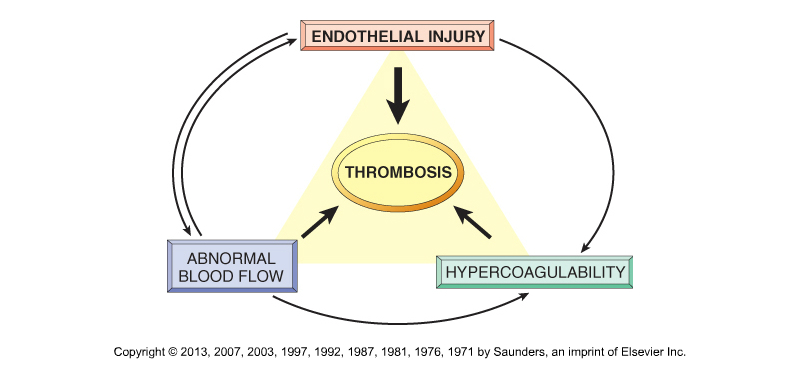 ENDOTHELIAL INJURY
THROMBOSIS
ABNORMAL
BLOOD FLOW
HYPERCOAGULABILITY
Copyright © 2013, 2007, 2003, 1997, 1992, 1987, 1981, 1976, 1971 by Saunders, an imprint of Elsevier Inc.